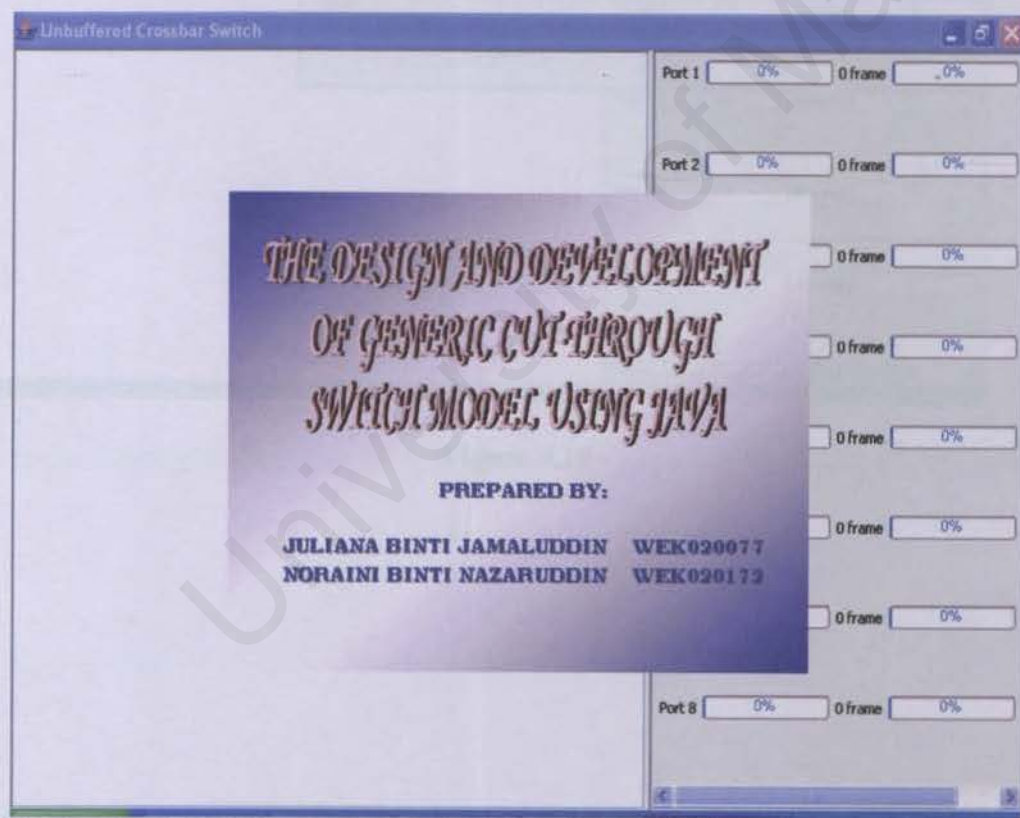 Unbuffered Crossbar Switch
Port 1 0% 0 frame 0%
Port 2 0% 0 frame 0%
0 frame 0%
0 frame 0%
0 frame 0%
0 frame 0%
0 frame 0%
Port 8 0% 0 frame 0%
THE DESIGN AND DEVELOPMENT
OF GENERIC CUT-THROUGH
SWITCH MODEL USING JAVA
PREPARED BY:
JULIANA BINTI JAMALUDDIN WEK020077
NORAINI BINTI NAZARUDDIN WEK020172
University of Ma